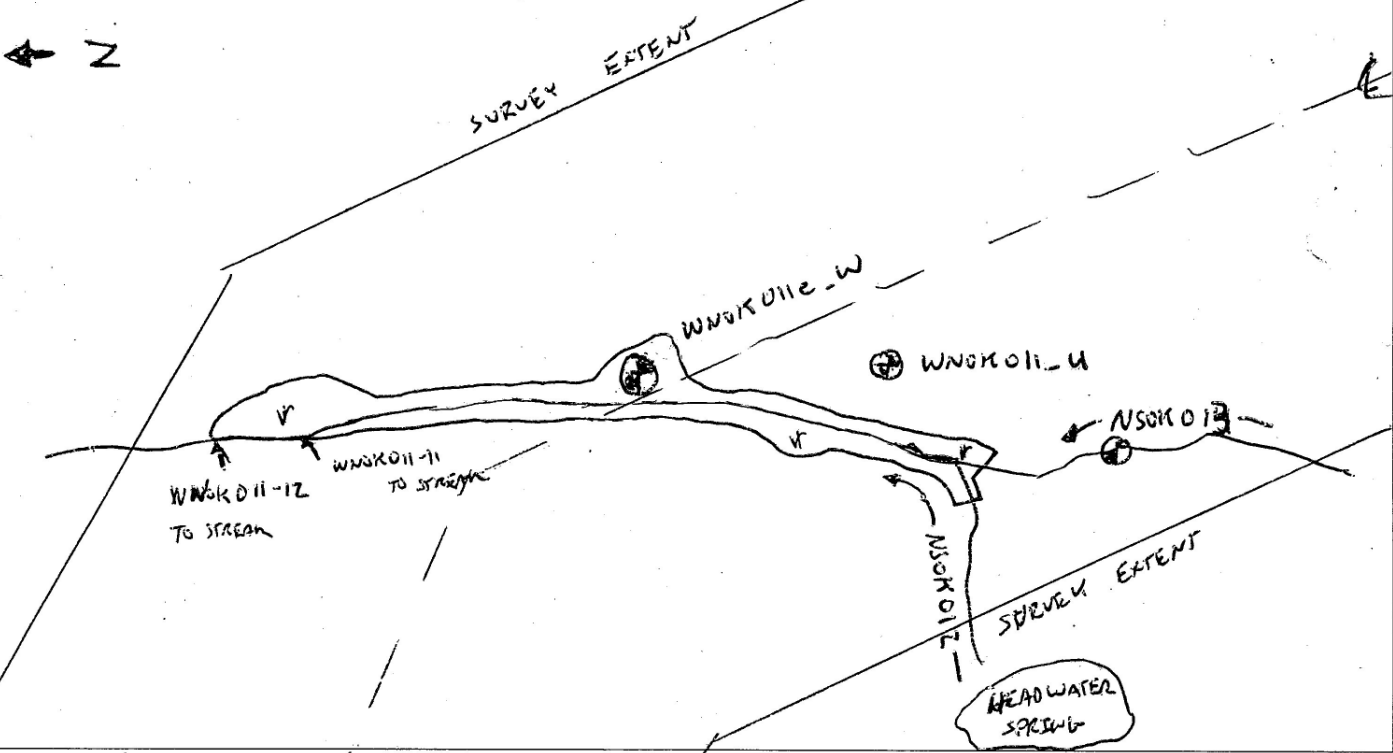 N
SURVEY EXTENT
WNOK011e_W
WNOK011_U
NSOK013
WNOK011-11
TO STREAM
WNOK011-12
TO STREAM
NSOK012
SURVEY EXTENT
HEADWATER
SPRING